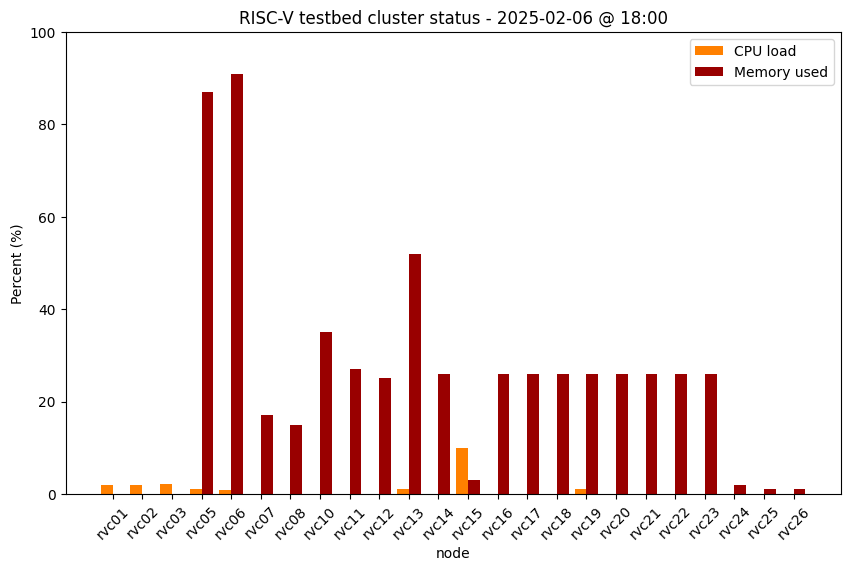 RISC-V testbed cluster status - 2025-02-06 @ 18:00
CPU load
Memory used
Percent (%)
100
80
60
40
20
0
rvc01
rvc02
rvc03
rvc05
rvc06
rvc07
rvc08
rvc10
rvc11
rvc12
rvc13
rvc14
rvc15
rvc16
rvc17
rvc18
rvc19
rvc20
rvc21
rvc22
rvc23
rvc24
rvc25
rvc26
node